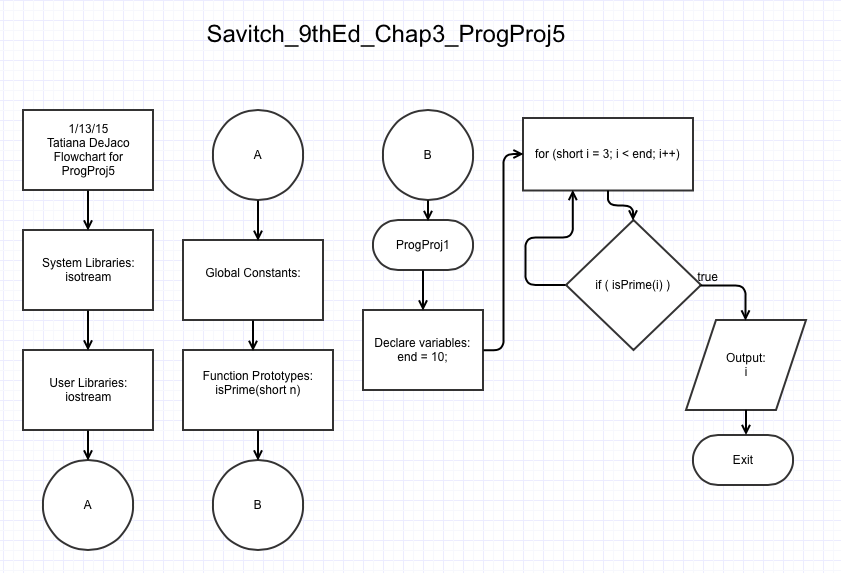 Savitch_9thEd_Chap3_ProgProj5
1/13/15
Tatiana DeJaco
Flowchart for
ProgProj5
System Libraries:
isotream
User Libraries:
iostream
A
A
Global Constants:
Function Prototypes:
isPrime(short n)
B
B
ProgProj1
Declare variables:
end = 10;
for (short i = 3; i < end; i++)
if ( isPrime(i) )
true
Output:
i
Exit